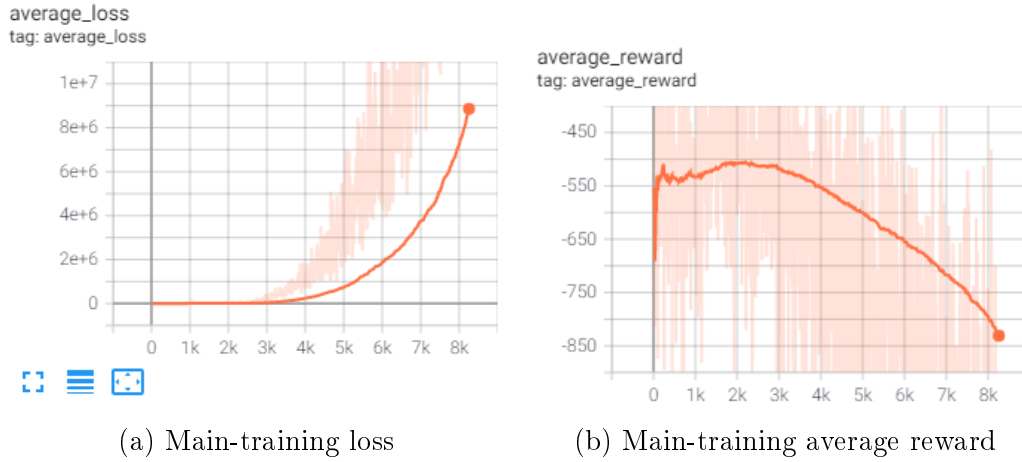 average_loss
tag: average_loss
1e+7
8e+6
6e+6
4e+6
2e+6
0
0 1k 2k 3k 4k 5k 6k 7k 8k
(a) Main-training loss
average_reward
tag: average_reward
-450
-550
-650
-750
-850
0 1k 2k 3k 4k 5k 6k 7k 8k
(b) Main-training average reward